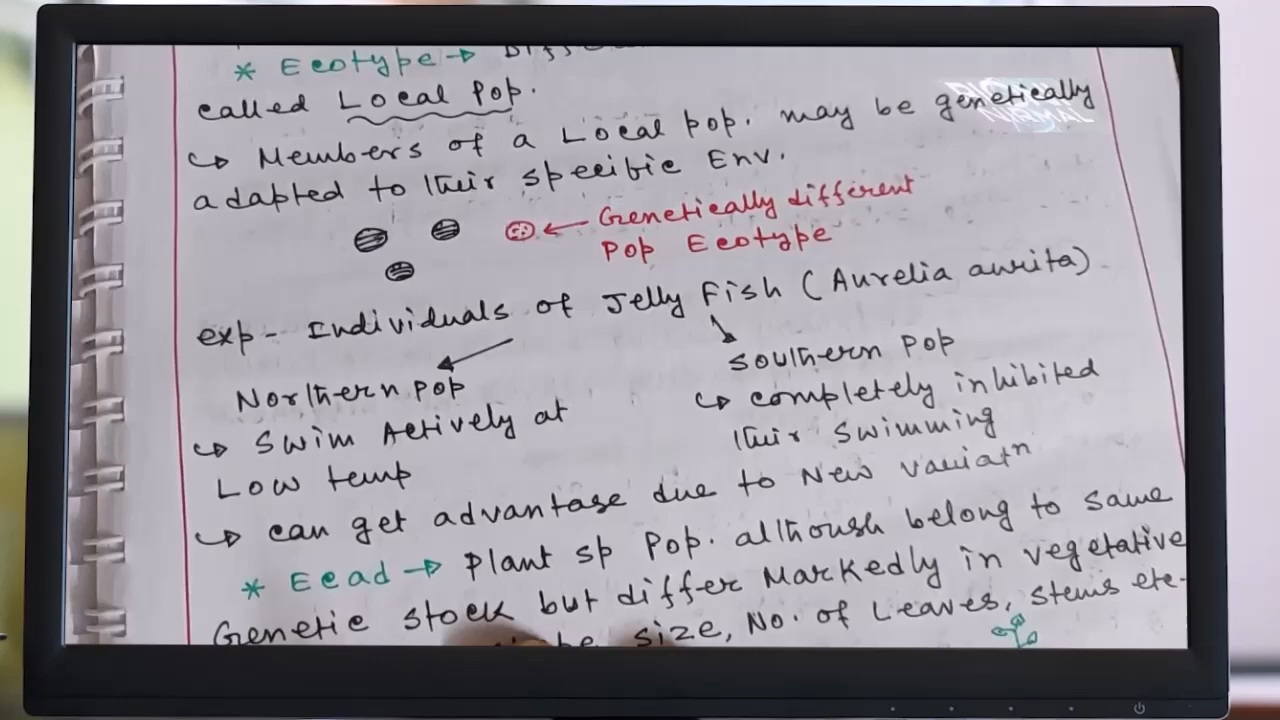 * Ecotype →
called Local Pop.
↳ Members of a Local pop. may be genetically
adapted to their specific Env.
← Genetically different
Pop Ecotype
exp - Individuals of Jelly Fish (Aurelia aurita)
Northern Pop
↳ Swim Actively at
Low temp
Southern Pop
↳ completely inhibited
their swimming
↳ can get advantage due to New variatn
* Ecad → Plant sp Pop. although belong to same
Genetic stock but differ Markedly in vegetative
size, No. of Leaves, stems etc.